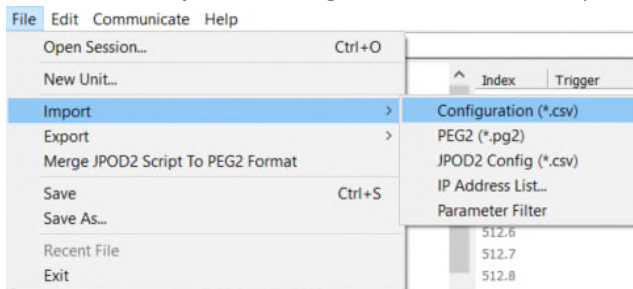 File Edit Communicate Help
Open Session... Ctrl+O
New Unit...
Index Trigger
Import > Configuration (*.csv)
Export > PEG2 (*.pg2)
Merge JPOD2 Script To PEG2 Format JPOD2 Config (*.csv)
Save Ctrl+S IP Address List...
Save As... Parameter Filter
512.6
Recent File 512.7
Exit 512.8